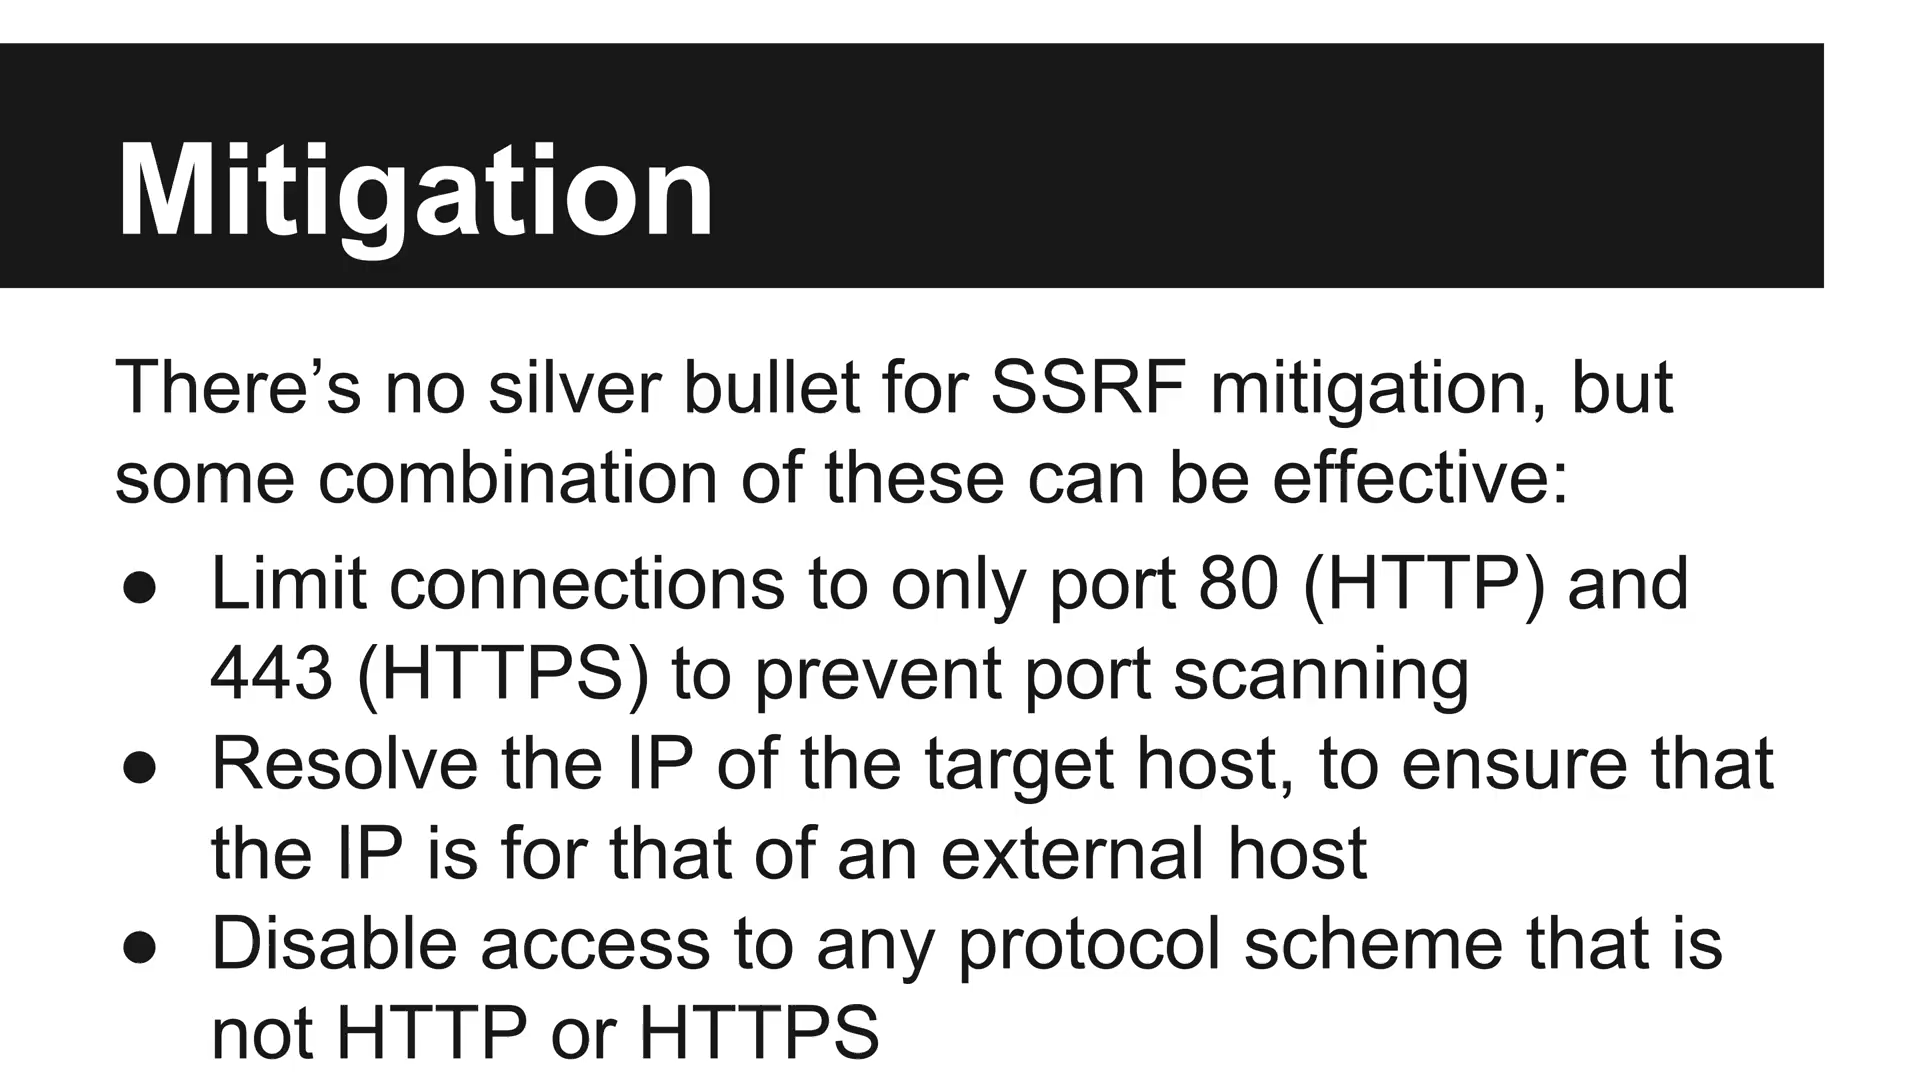 Mitigation
There’s no silver bullet for SSRF mitigation, but
some combination of these can be effective:
● Limit connections to only port 80 (HTTP) and
443 (HTTPS) to prevent port scanning
● Resolve the IP of the target host, to ensure that
the IP is for that of an external host
● Disable access to any protocol scheme that is
not HTTP or HTTPS